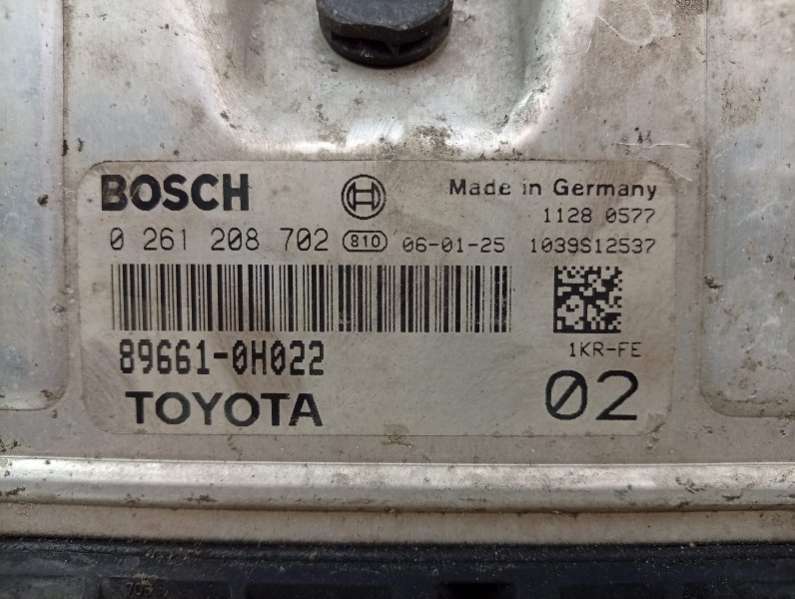 BOSCH Made in Germany
1128 0577
0 261 208 702 810 06-01-25 1039S12537
89661-0H022
1KR-FE
TOYOTA 02